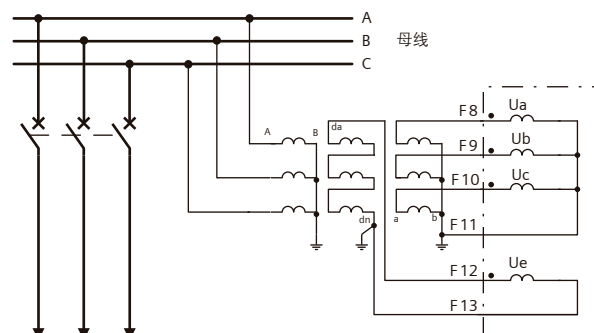 A
B 母线
C
F8 Ua
A B da
F9 Ub
F10 Uc
dn a b
F11
F12 Ue
F13